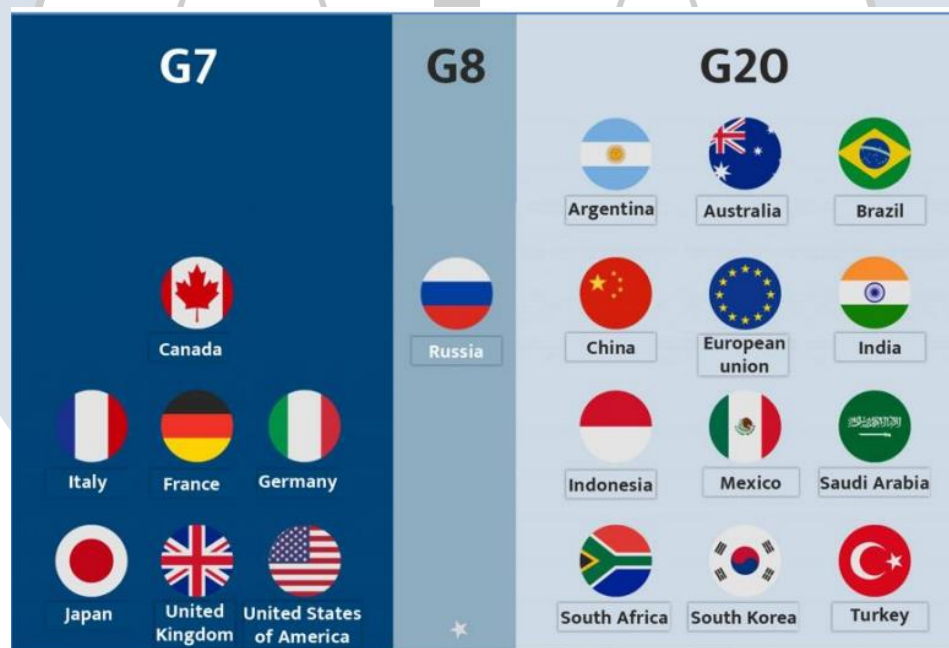 G7
G8
G20
Argentina
Australia
Brazil
Canada
Russia
China
European
union
India
Italy
France
Germany
Indonesia
Mexico
Saudi Arabia
Japan
United
Kingdom
United States
of America
South Africa
South Korea
Turkey